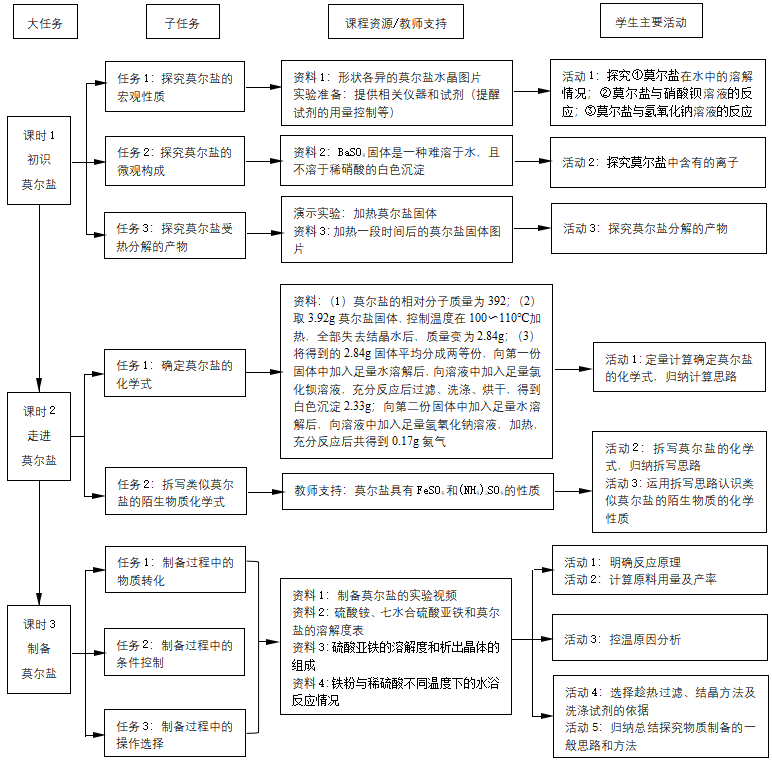 大任务
子任务
课程资源/教师支持
学生主要活动
课时1
初识
莫尔盐
任务1：探究莫尔盐的
宏观性质
资料1：形状各异的莫尔盐水晶图片
实验准备：提供相关仪器和试剂（提醒
试剂的用量控制等）
活动1：探究①莫尔盐在水中的溶解
情况；②莫尔盐与硝酸钡溶液的反
应；③莫尔盐与氢氧化钠溶液的反应
任务2：探究莫尔盐的
微观构成
资料2：BaSO₄固体是一种难溶于水、且
不溶于稀硝酸的白色沉淀
活动2：探究莫尔盐中含有的离子
任务3：探究莫尔盐受
热分解的产物
演示实验：加热莫尔盐固体
资料3：加热一段时间后的莫尔盐固体图
片
活动3：探究莫尔盐分解的产物
课时2
走进
莫尔盐
任务1：确定莫尔盐的
化学式
资料：（1）莫尔盐的相对分子质量为392；（2）
取3.92g莫尔盐固体，控制温度在100～110℃加
热，全部失去结晶水后，质量变为2.84g；（3）
将得到的2.84g固体平均分成两等份，向第一份
固体中加入足量水溶解后，向溶液中加入足量氯
化钡溶液，充分反应后过滤、洗涤、烘干，得到
白色沉淀2.33g；向第二份固体中加入足量水溶
解后，向溶液中加入足量氢氧化钠溶液，加热，
充分反应后共得到0.17g氨气
活动1：定量计算确定莫尔盐
的化学式，归纳计算思路
任务2：拆写类似莫尔
盐的陌生物质化学式
教师支持：莫尔盐具有FeSO₄和(NH₄)₂SO₄的性质
活动2：拆写莫尔盐的化学
式，归纳拆写思路
活动3：运用拆写思路认识类
似莫尔盐的陌生物质的化学
性质
课时3
制备
莫尔盐
任务1：制备过程中的
物质转化
任务2：制备过程中的
条件控制
任务3：制备过程中的
操作选择
资料1：制备莫尔盐的实验视频
资料2：硫酸铵、七水合硫酸亚铁和莫尔
盐的溶解度表
资料3：硫酸亚铁的溶解度和析出晶体的
组成
资料4：铁粉与稀硫酸不同温度下的水浴
反应情况
活动1：明确反应原理
活动2：计算原料用量及产率
活动3：控温原因分析
活动4：选择趁热过滤、结晶方法及
洗涤试剂的依据
活动5：归纳总结探究物质制备的一
般思路和方法